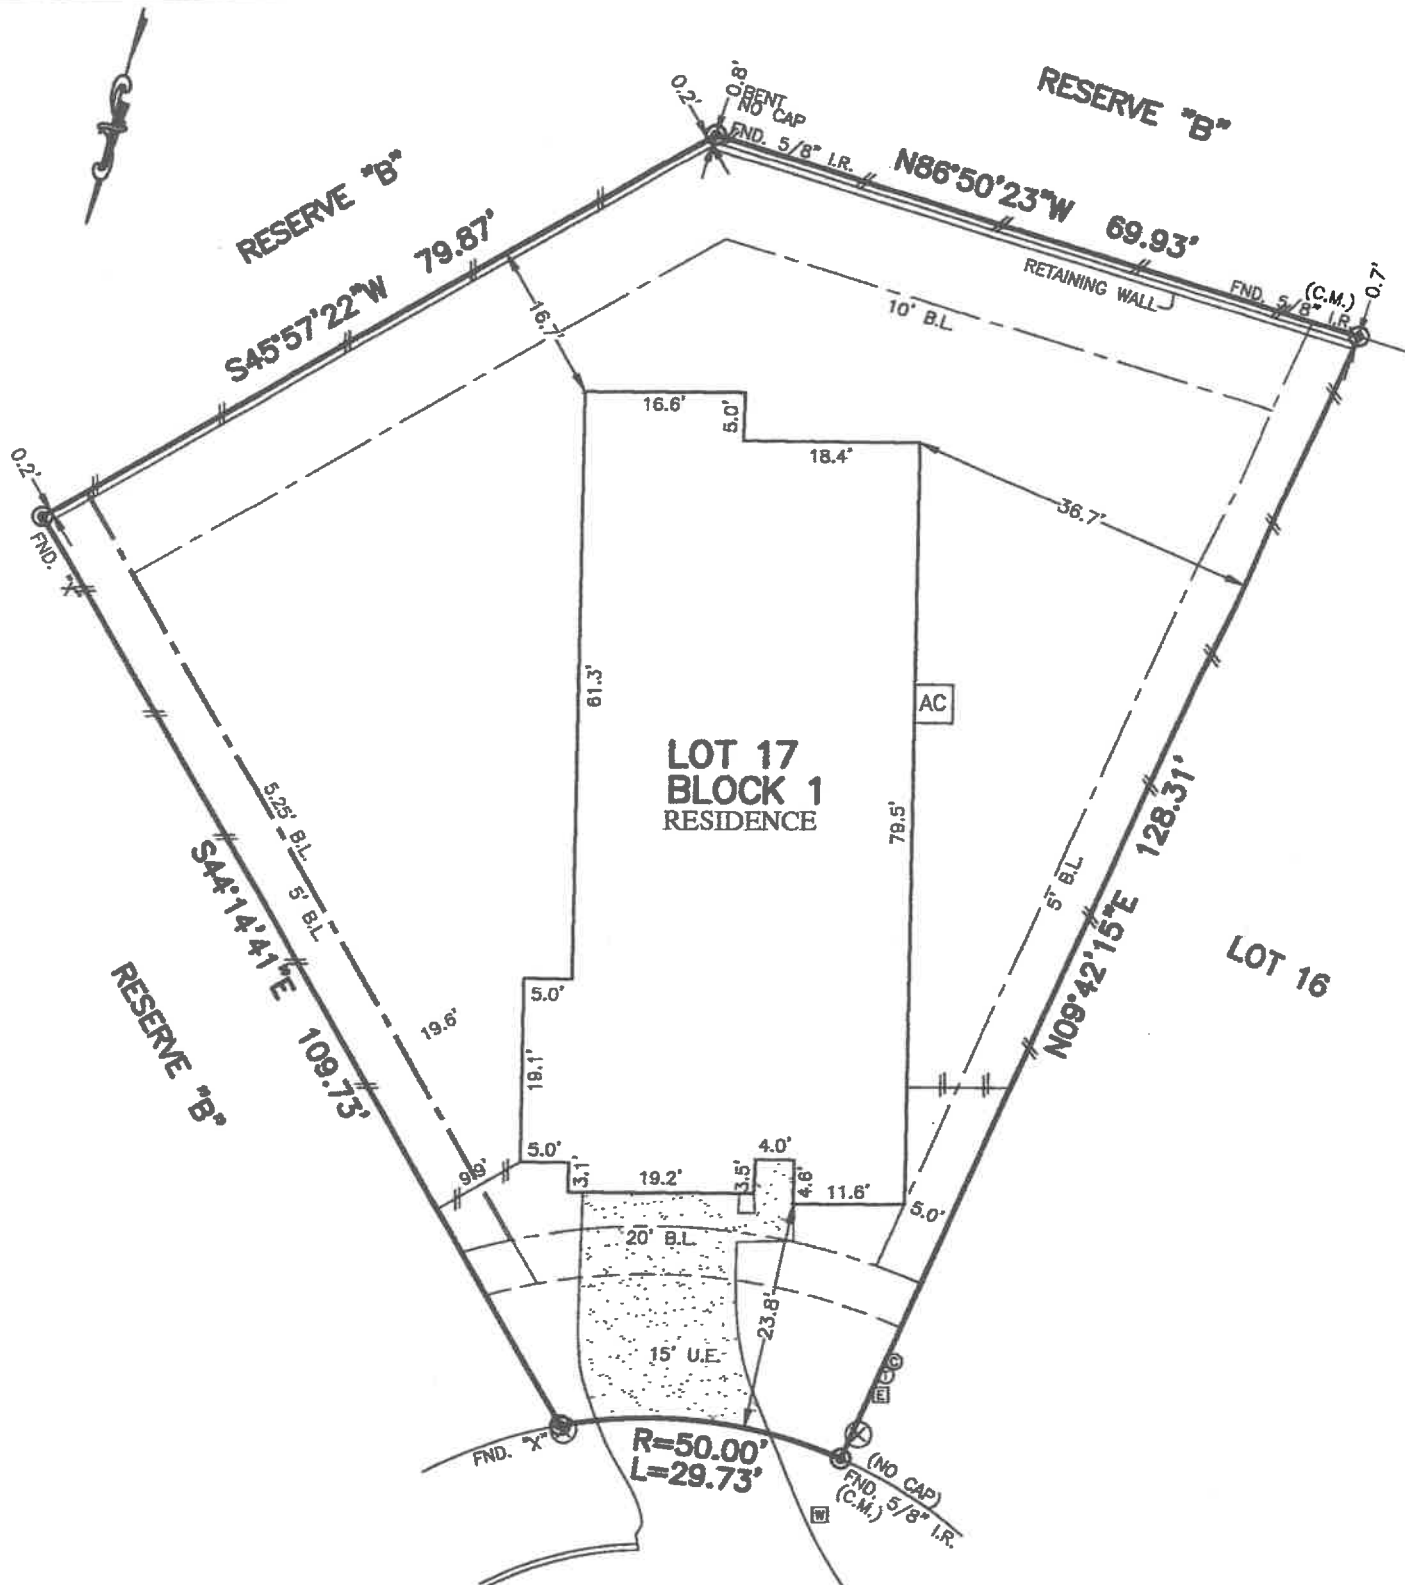 0.2'
0.8'
BENT
NO CAP
FND. 5/8" I.R.
RESERVE "B"
N86°50'23"W 69.93'
RETAINING WALL
FND. 5/8" I.R.
(C.M.)
0.7'
RESERVE "B"
S45°57'22"W 79.87'
10' B.L.
16.7'
16.6'
5.0'
18.4'
36.7'
0.2'
FND.
61.3'
AC
LOT 17
BLOCK 1
RESIDENCE
79.5'
5.25' B.L.
5' B.L.
S44°14'41"E 109.73'
5' B.L.
N09°42'15"E 128.31'
LOT 16
RESERVE "B"
19.6'
5.0'
19.1'
9.9'
5.0'
3.1'
19.2'
3.5'
4.0'
4.6'
11.6'
5.0'
20' B.L.
23.8'
15' U.E.
C
T
E
FND. "X"
R=50.00'
L=29.73'
(NO CAP)
FND. 5/8" I.R.
(C.M.)
W